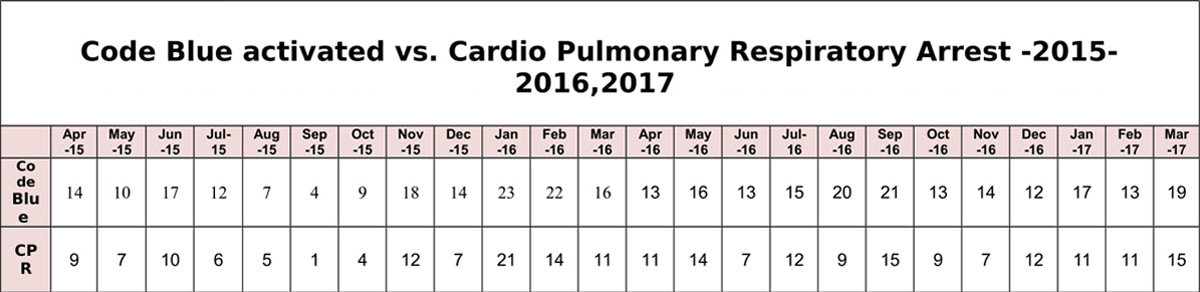 Code Blue activated vs. Cardio Pulmonary Respiratory Arrest -2015-
2016,2017
Apr May Jun Jul- Aug Sep Oct Nov Dec Jan Feb Mar Apr May Jun Jul- Aug Sep Oct Nov Dec Jan Feb Mar
-15 -15 -15 15 -15 -15 -15 -15 -15 -16 -16 -16 -16 -16 -16 16 -16 -16 -16 -16 -16 -17 -17 -17
Co
de
Blu
e
14 10 17 12 7 4 9 18 14 23 22 16 13 16 13 15 20 21 13 14 12 17 13 19
CP
R
9 7 10 6 5 1 4 12 7 21 14 11 11 14 7 12 9 15 9 7 12 11 11 15